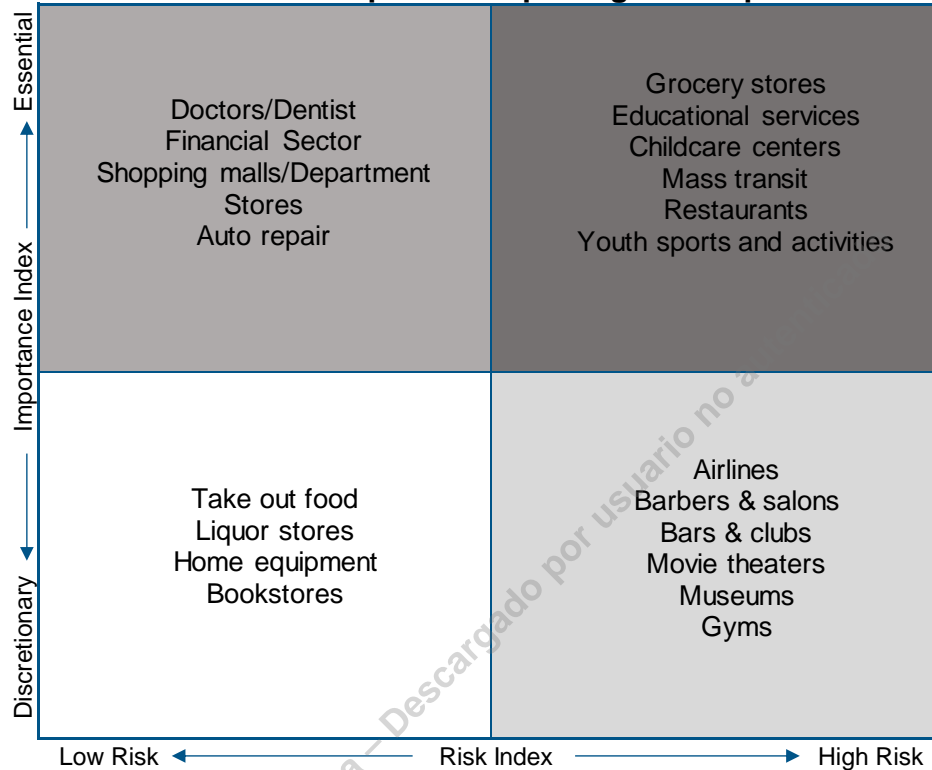 Essential
Importance Index
Discretionary
Doctors/Dentist
Financial Sector
Shopping malls/Department
Stores
Auto repair
Grocery stores
Educational services
Childcare centers
Mass transit
Restaurants
Youth sports and activities
Take out food
Liquor stores
Home equipment
Bookstores
Airlines
Barbers & salons
Bars & clubs
Movie theaters
Museums
Gyms
Low Risk
Risk Index
High Risk
a – Descargado por usuario no autenticado